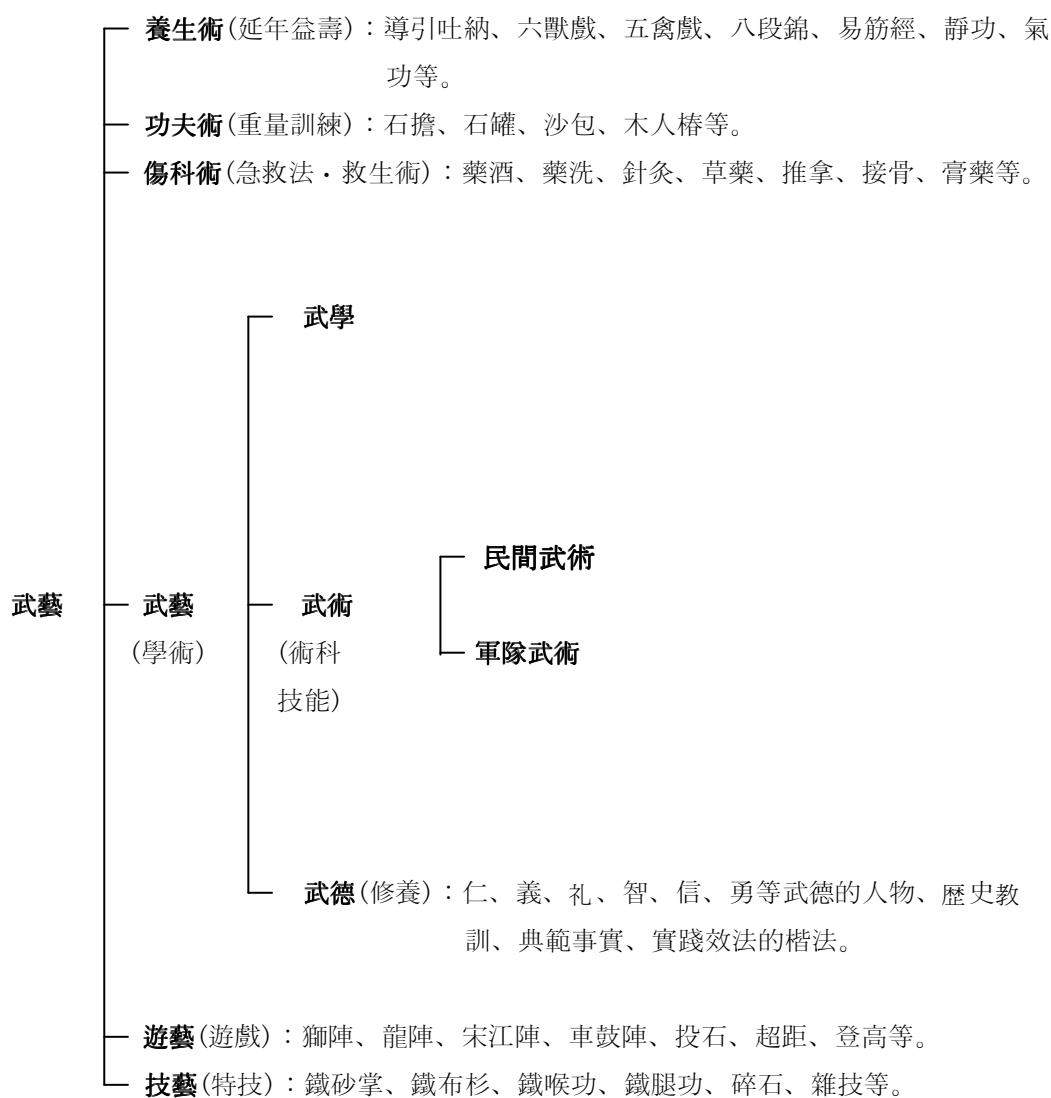 養生術(延年益壽)：導引吐納、六獸戲、五禽戲、八段錦、易筋經、靜功、氣
功等。
功夫術(重量訓練)：石擔、石罐、沙包、木人樁等。
傷科術(急救法・救生術)：藥酒、藥洗、針灸、草藥、推拿、接骨、膏藥等。
武學
民間武術
武藝 武藝 武術
(學術) (術科 軍隊武術
技能)
武德(修養)：仁、義、礼、智、信、勇等武德的人物、歷史教
訓、典範事實、實踐效法的楷法。
遊藝(遊戲)：獅陣、龍陣、宋江陣、車鼓陣、投石、超距、登高等。
技藝(特技)：鐵砂掌、鐵布杉、鐵喉功、鐵腿功、碎石、雜技等。